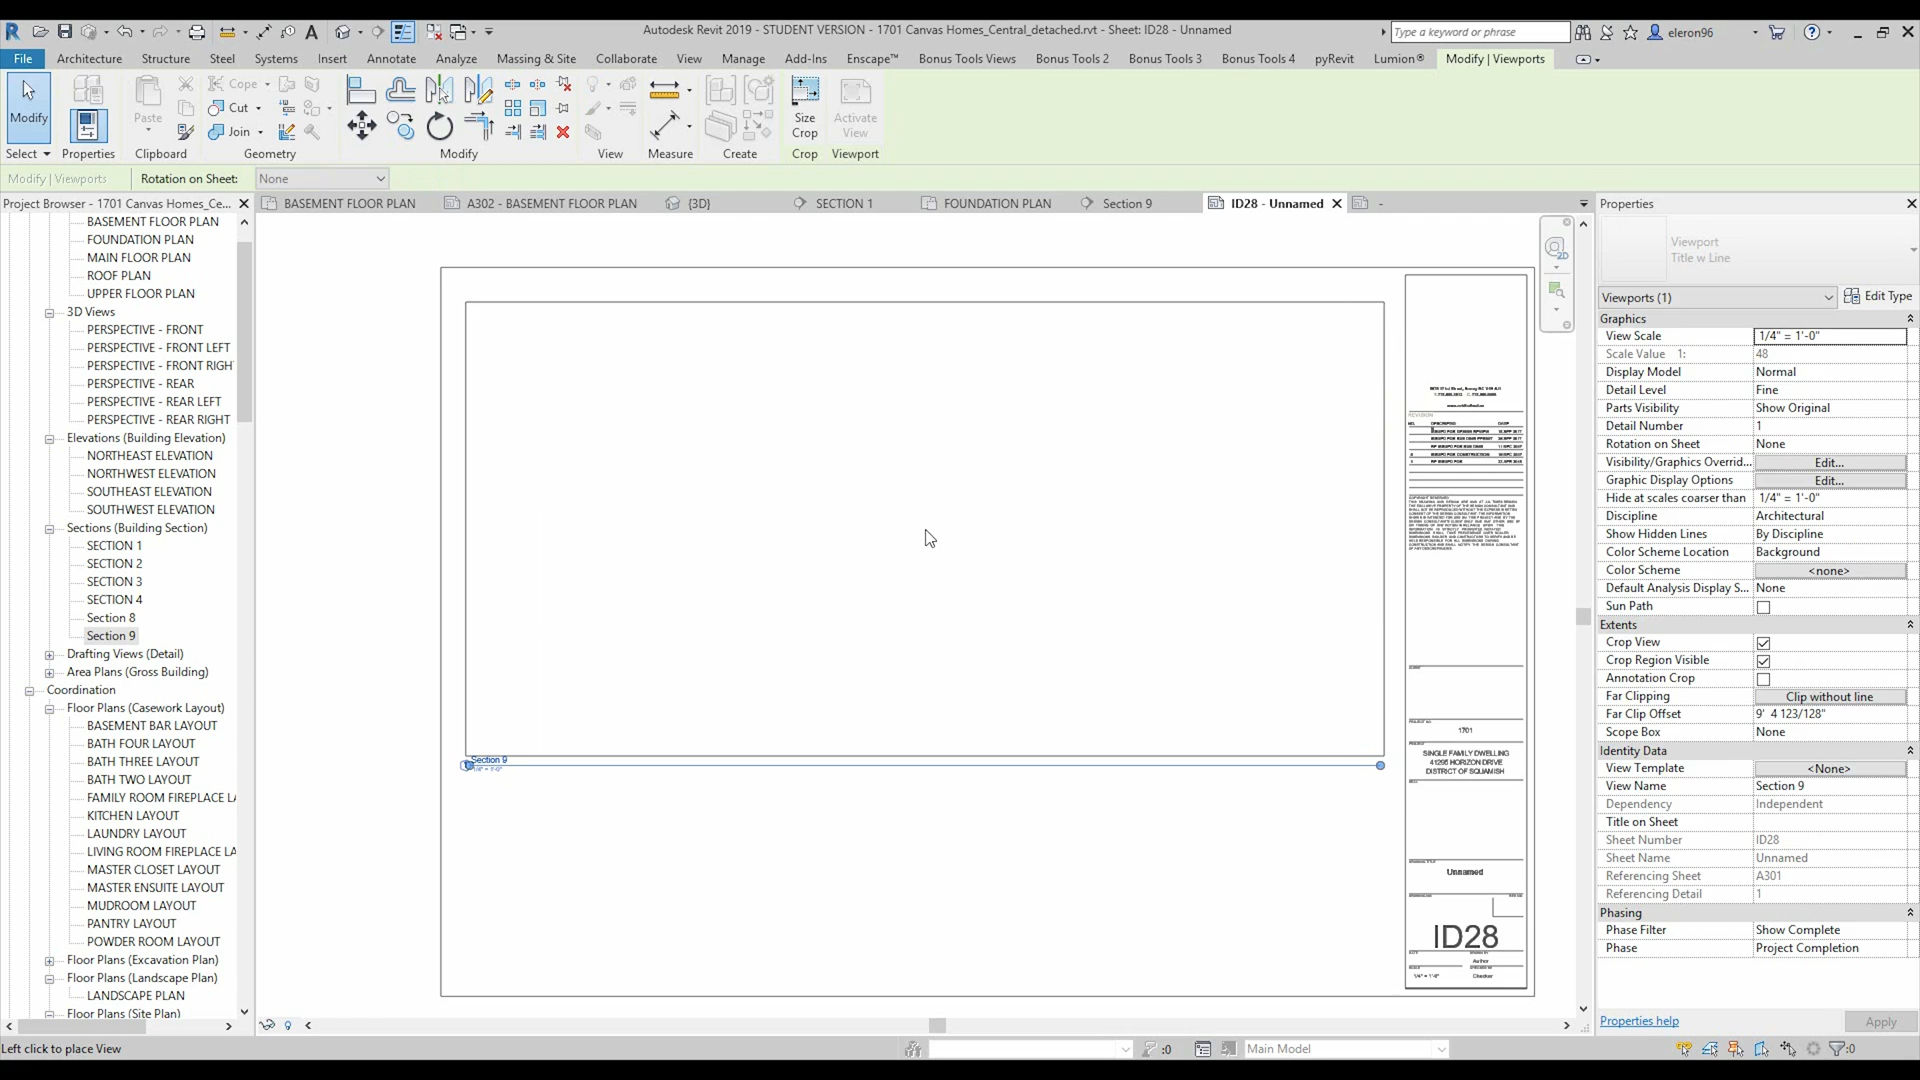 Autodesk Revit 2019 - STUDENT VERSION - 1701 Canvas Homes_Central_detached.rvt - Sheet: ID28 - Unnamed
Type a keyword or phrase
eleron96
File Architecture Structure Steel Systems Insert Annotate Analyze Massing & Site Collaborate View Manage Add-Ins Enscape™ Bonus Tools Views Bonus Tools 2 Bonus Tools 3 Bonus Tools 4 pyRevit Lumion® Modify | Viewports
Modify
Paste
Cope
Cut
Join
Size Crop
Activate View
Select Properties Clipboard Geometry Modify View Measure Create Crop Viewport
Modify | Viewports Rotation on Sheet: None
Project Browser - 1701 Canvas Homes_Ce...
BASEMENT FLOOR PLAN A302 - BASEMENT FLOOR PLAN {3D} SECTION 1 FOUNDATION PLAN Section 9 ID28 - Unnamed -
BASEMENT FLOOR PLAN
FOUNDATION PLAN
MAIN FLOOR PLAN
ROOF PLAN
UPPER FLOOR PLAN
3D Views
PERSPECTIVE - FRONT
PERSPECTIVE - FRONT LEFT
PERSPECTIVE - FRONT RIGH
PERSPECTIVE - REAR
PERSPECTIVE - REAR LEFT
PERSPECTIVE - REAR RIGHT
Elevations (Building Elevation)
NORTHEAST ELEVATION
NORTHWEST ELEVATION
SOUTHEAST ELEVATION
SOUTHWEST ELEVATION
Sections (Building Section)
SECTION 1
SECTION 2
SECTION 3
SECTION 4
Section 8
Section 9
Drafting Views (Detail)
Area Plans (Gross Building)
Coordination
Floor Plans (Casework Layout)
BASEMENT BAR LAYOUT
BATH FOUR LAYOUT
BATH THREE LAYOUT
BATH TWO LAYOUT
FAMILY ROOM FIREPLACE LA
KITCHEN LAYOUT
LAUNDRY LAYOUT
LIVING ROOM FIREPLACE LA
MASTER CLOSET LAYOUT
MASTER ENSUITE LAYOUT
MUDROOM LAYOUT
PANTRY LAYOUT
POWDER ROOM LAYOUT
Floor Plans (Excavation Plan)
Floor Plans (Landscape Plan)
LANDSCAPE PLAN
Floor Plans (Site Plan)
Section 9
1/4" = 1'-0"
1701
SINGLE FAMILY DWELLING
41295 HORIZON DRIVE
DISTRICT OF SQUAMISH
Unnamed
ID28
Author
Checker
1/4" = 1'-0"
Properties
Viewport
Title w Line
Viewports (1) Edit Type
Graphics
View Scale 1/4" = 1'-0"
Scale Value 1: 48
Display Model Normal
Detail Level Fine
Parts Visibility Show Original
Detail Number 1
Rotation on Sheet None
Visibility/Graphics Overrid... Edit...
Graphic Display Options Edit...
Hide at scales coarser than 1/4" = 1'-0"
Discipline Architectural
Show Hidden Lines By Discipline
Color Scheme Location Background
Color Scheme <none>
Default Analysis Display S... None
Sun Path
Extents
Crop View
Crop Region Visible
Annotation Crop
Far Clipping Clip without line
Far Clip Offset 9' 4 123/128"
Scope Box None
Identity Data
View Template <None>
View Name Section 9
Dependency Independent
Title on Sheet
Sheet Number ID28
Sheet Name Unnamed
Referencing Sheet A301
Referencing Detail 1
Phasing
Phase Filter Show Complete
Phase Project Completion
Properties help Apply
Left click to place View
:0
Main Model
:0